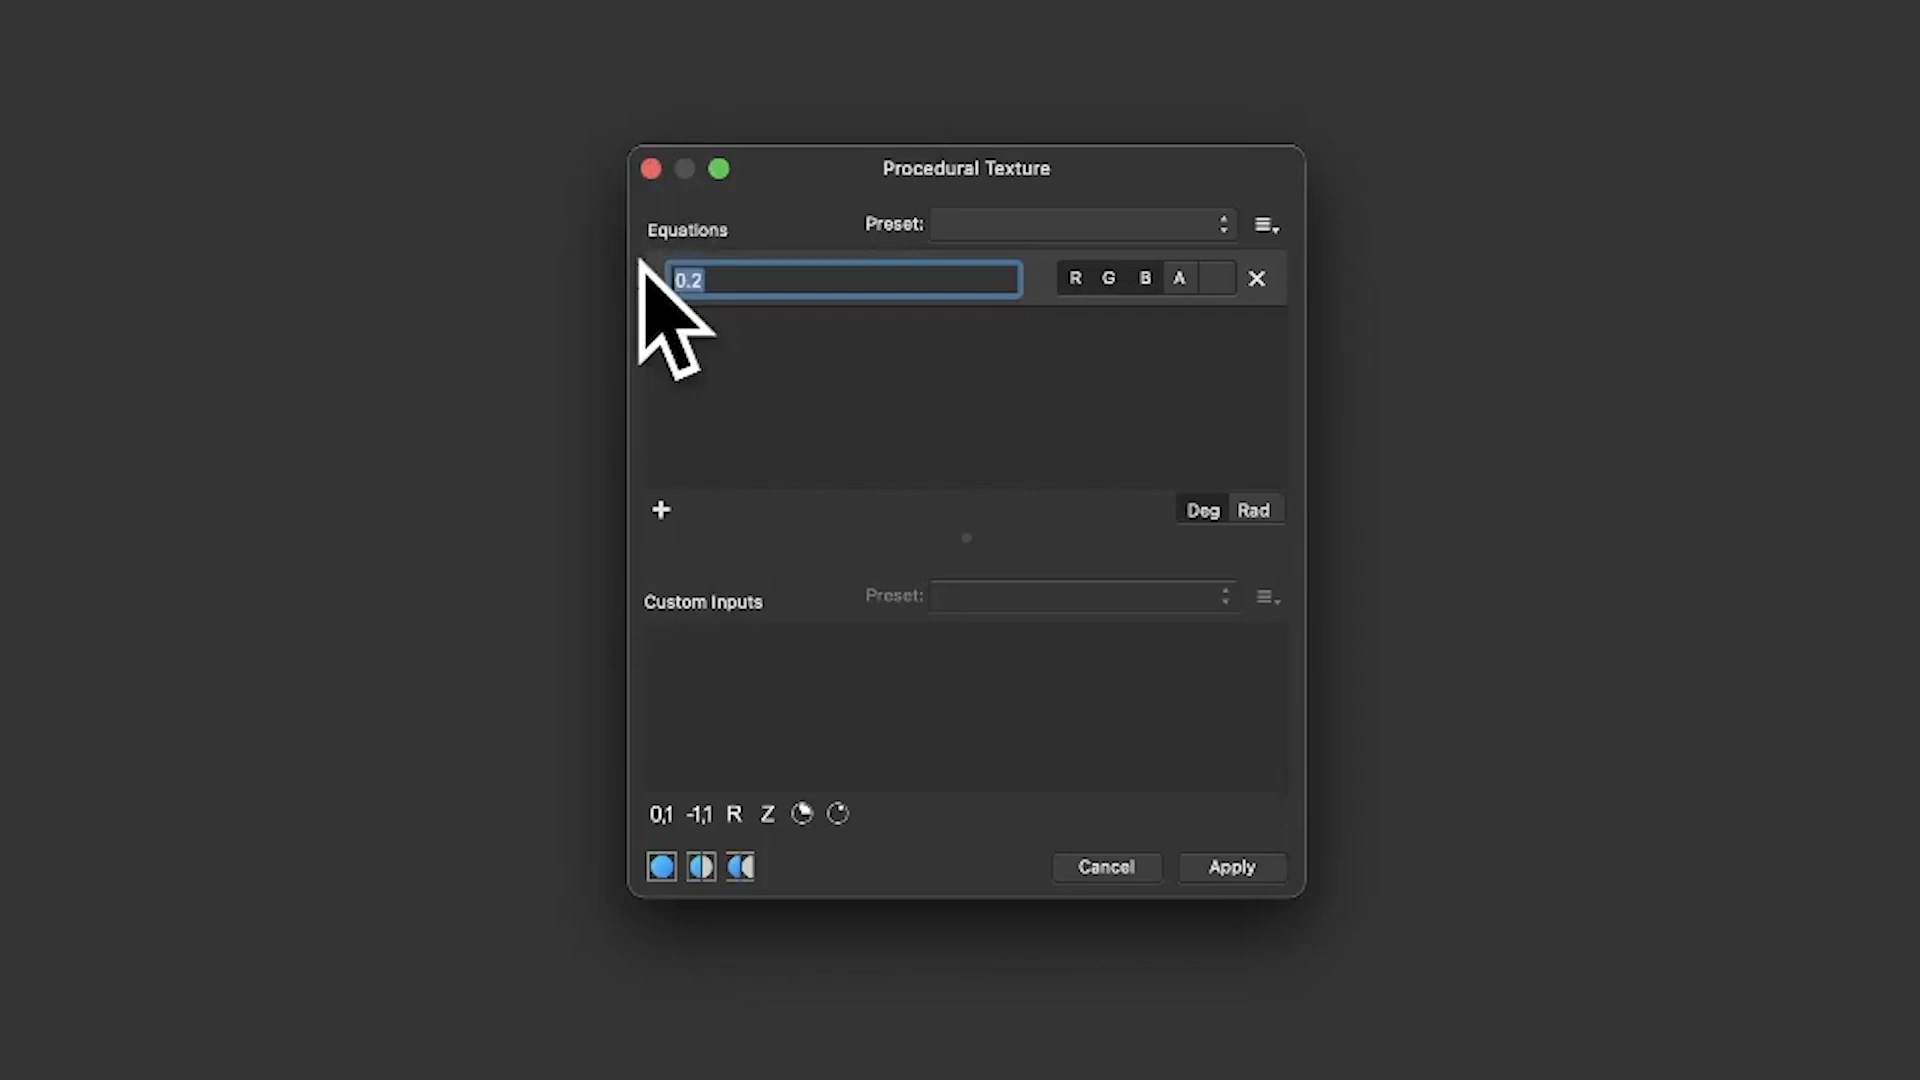 Procedural Texture
Equations Preset:
0.2 R G B A
Deg Rad
Custom Inputs Preset:
0,1 -1,1 R Z
Cancel Apply